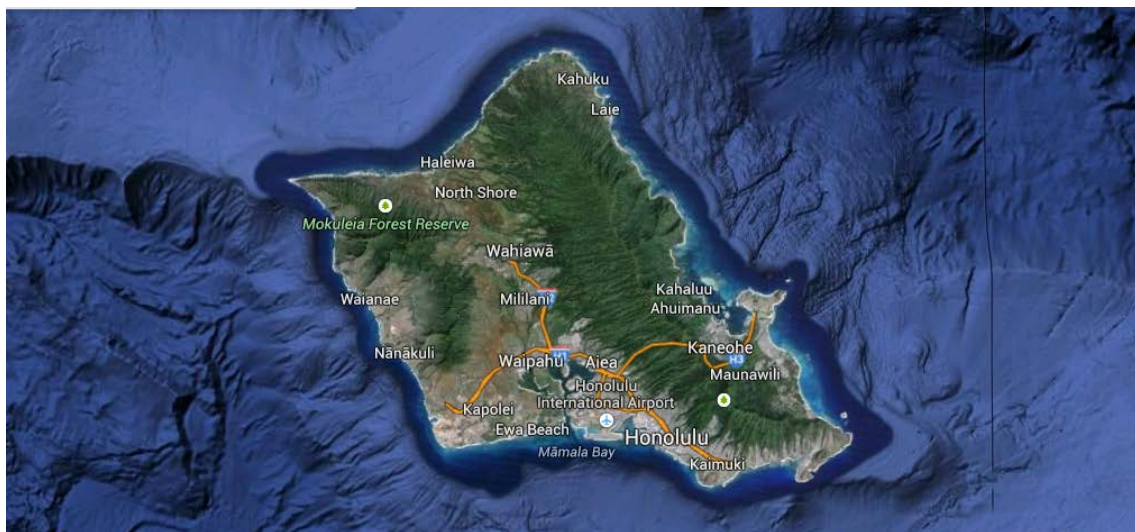 Kahuku
Laie
Haleiwa
North Shore
Mokuleia Forest Reserve
Wahiawā
Waianae
Mililani
Kahaluu
Ahuimanu
Nānākuli
Waipahu
H1
Aiea
Kaneohe
H3
Maunawili
Honolulu
International Airport
Kapolei
Ewa Beach
Honolulu
Māmala Bay
Kaimuki